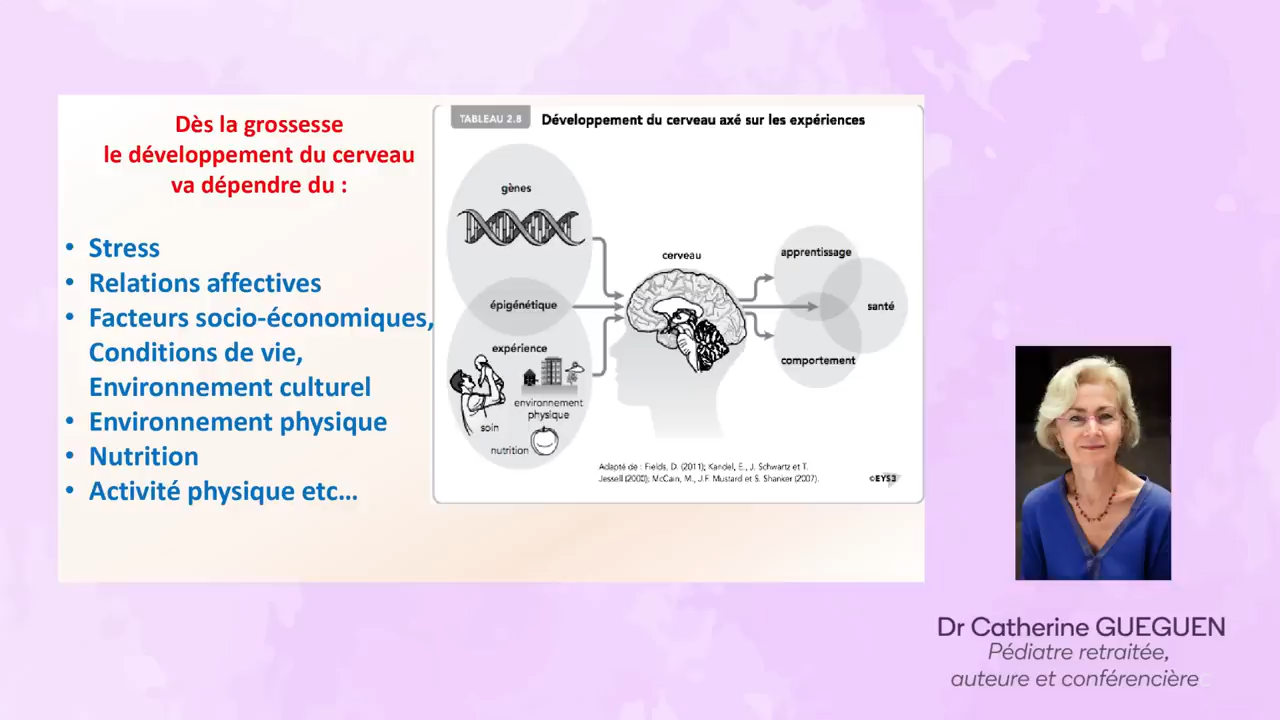 Dès la grossesse
le développement du cerveau
va dépendre du :
• Stress
• Relations affectives
• Facteurs socio-économiques,
Conditions de vie,
Environnement culturel
• Environnement physique
• Nutrition
• Activité physique etc...
TABLEAU 2.8
Développement du cerveau axé sur les expériences
gènes
épigénétique
expérience
environnement
physique
soin
nutrition
cerveau
apprentissage
santé
comportement
Adapté de : Fields, D. (2011); Kandel, E., J. Schwartz et T.
Jessell (2000); McCain, M., J.F. Mustard et S. Shanker (2007).
©EYS3
Dr Catherine GUEGUEN
Pédiatre retraitée,
auteure et conférencière